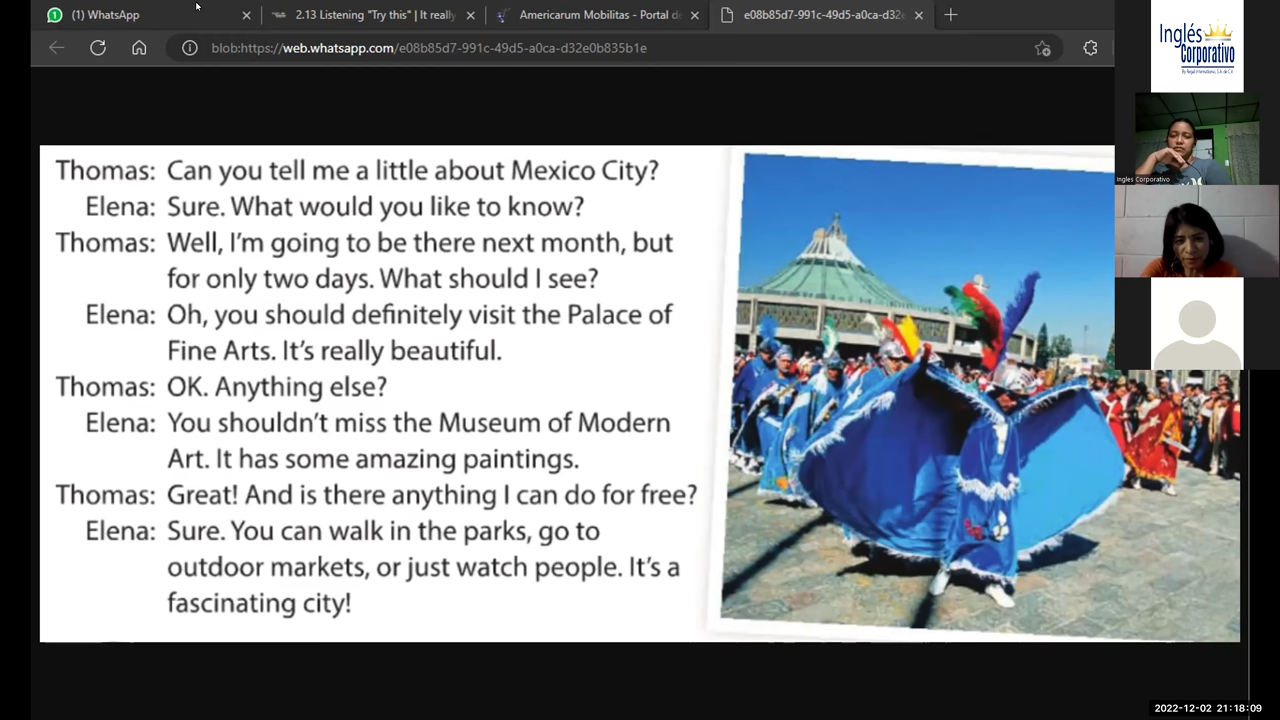 (1) WhatsApp
2.13 Listening "Try this" | It really
Americarum Mobilitas - Portal de
e08b85d7-991c-49d5-a0ca-d32e
blob:https://web.whatsapp.com/e08b85d7-991c-49d5-a0ca-d32e0b835b1e
Inglés
Corporativo
By Regal International, S.A. de C.V.
Ingles Corporativo
Thomas: Can you tell me a little about Mexico City?
Elena: Sure. What would you like to know?
Thomas: Well, I'm going to be there next month, but
for only two days. What should I see?
Elena: Oh, you should definitely visit the Palace of
Fine Arts. It's really beautiful.
Thomas: OK. Anything else?
Elena: You shouldn't miss the Museum of Modern
Art. It has some amazing paintings.
Thomas: Great! And is there anything I can do for free?
Elena: Sure. You can walk in the parks, go to
outdoor markets, or just watch people. It's a
fascinating city!
2022-12-02 21:18:09